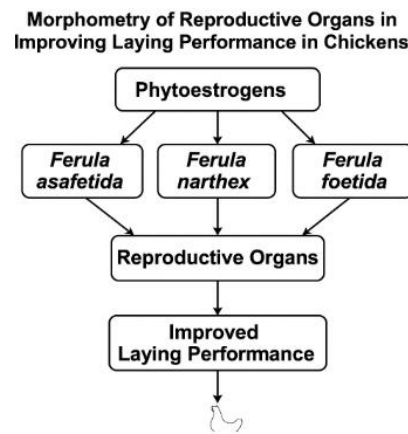 Morphometry of Reproductive Organs in
Improving Laying Performance in Chickens
Phytoestrogens
Ferula
asafetida
Ferula
narthex
Ferula
foetida
Reproductive Organs
Improved
Laying Performance